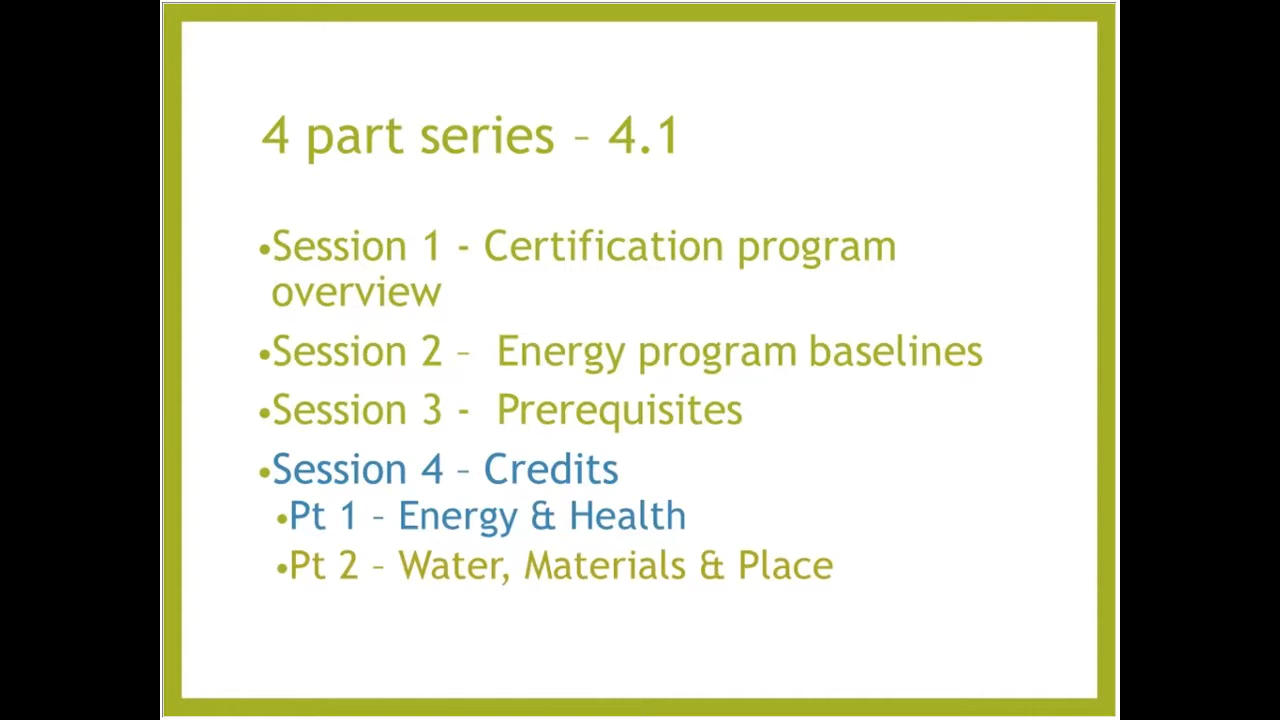 4 part series – 4.1
•Session 1 - Certification program
overview
•Session 2 – Energy program baselines
•Session 3 - Prerequisites
•Session 4 – Credits
•Pt 1 – Energy & Health
•Pt 2 – Water, Materials & Place